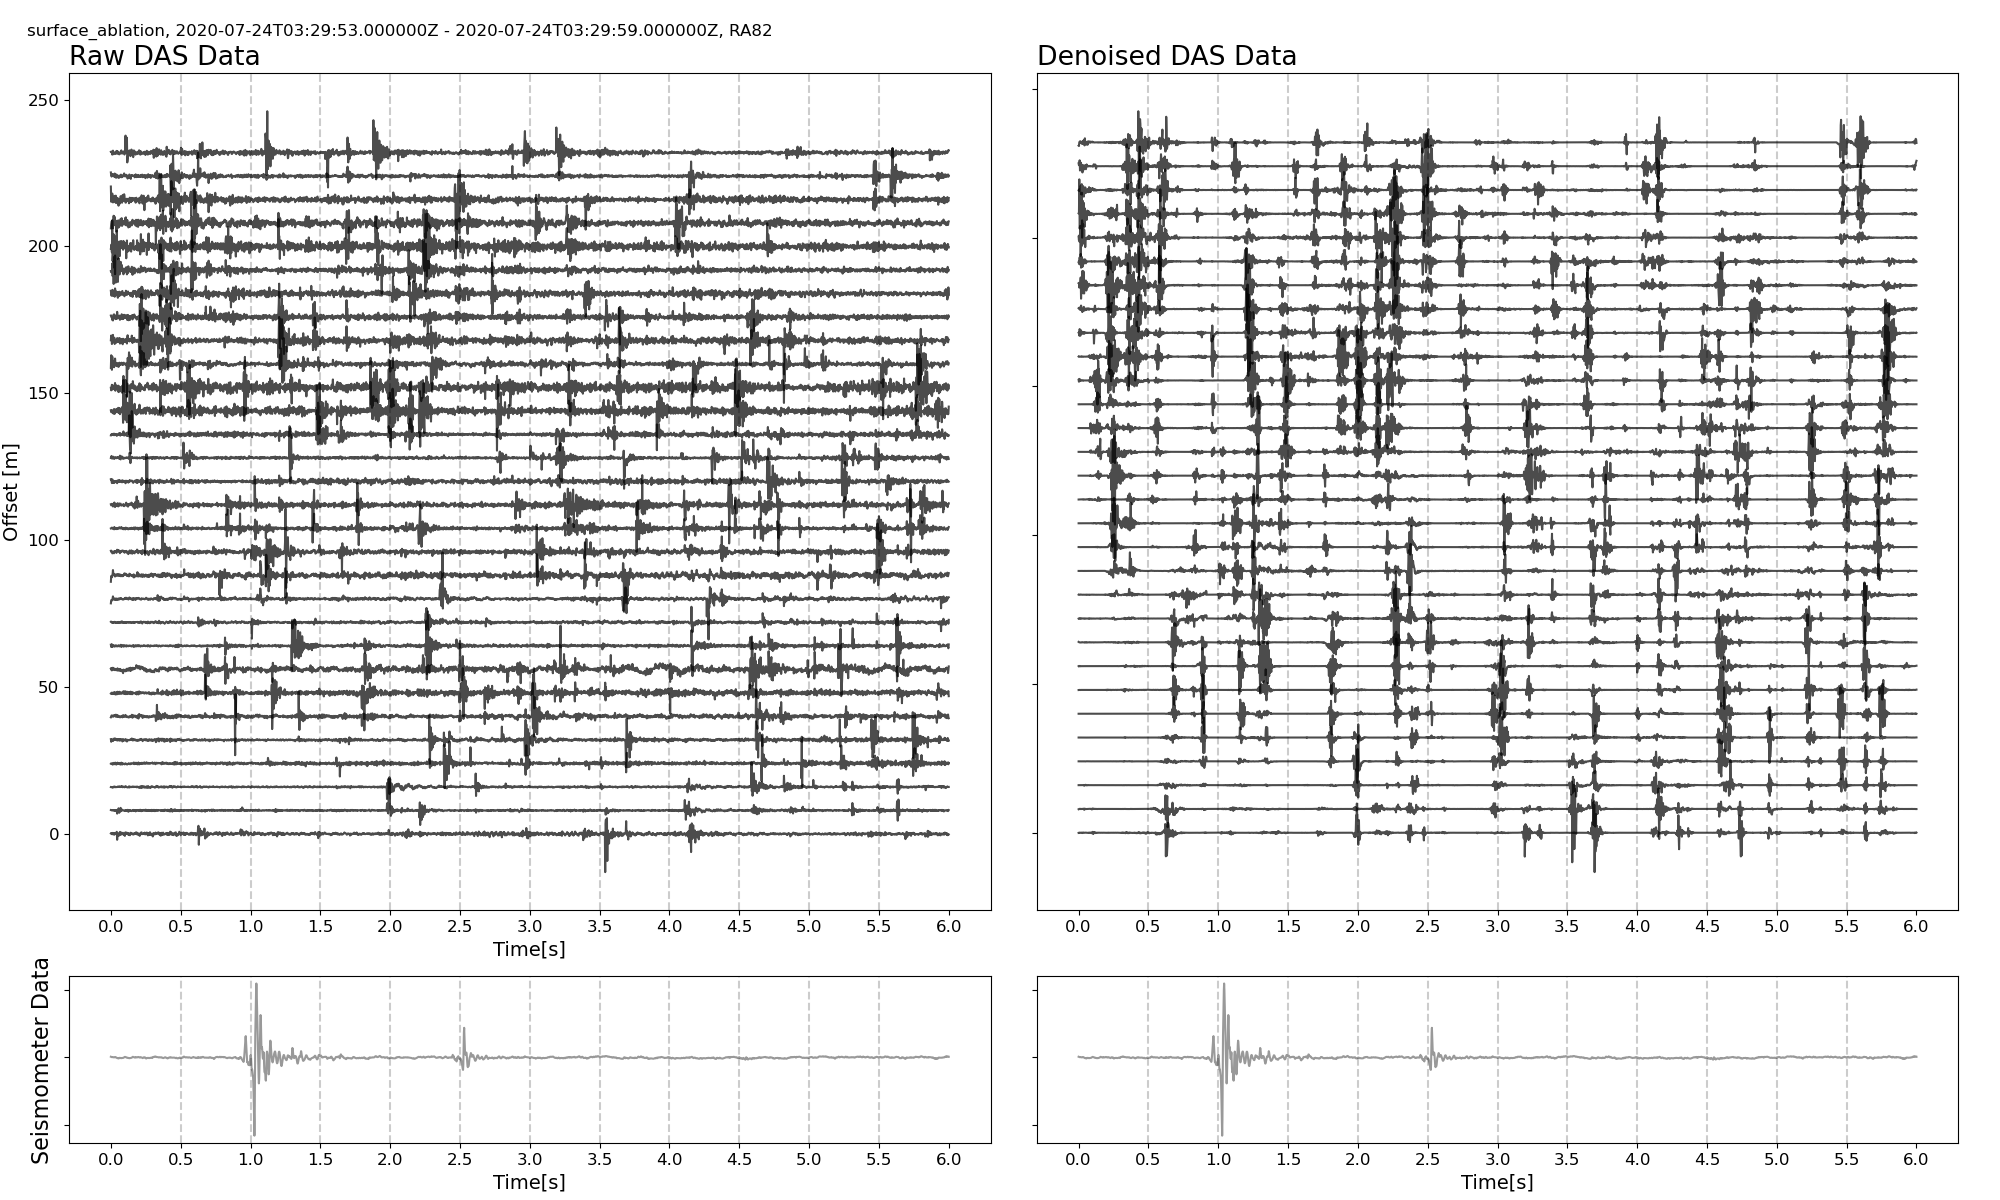 surface_ablation, 2020-07-24T03:29:53.000000Z - 2020-07-24T03:29:59.000000Z, RA82
Raw DAS Data
Denoised DAS Data
Offset [m]
250
200
150
100
50
0
0.0 0.5 1.0 1.5 2.0 2.5 3.0 3.5 4.0 4.5 5.0 5.5 6.0
Time[s]
0.0 0.5 1.0 1.5 2.0 2.5 3.0 3.5 4.0 4.5 5.0 5.5 6.0
Seismometer Data
0.0 0.5 1.0 1.5 2.0 2.5 3.0 3.5 4.0 4.5 5.0 5.5 6.0
Time[s]
0.0 0.5 1.0 1.5 2.0 2.5 3.0 3.5 4.0 4.5 5.0 5.5 6.0
Time[s]